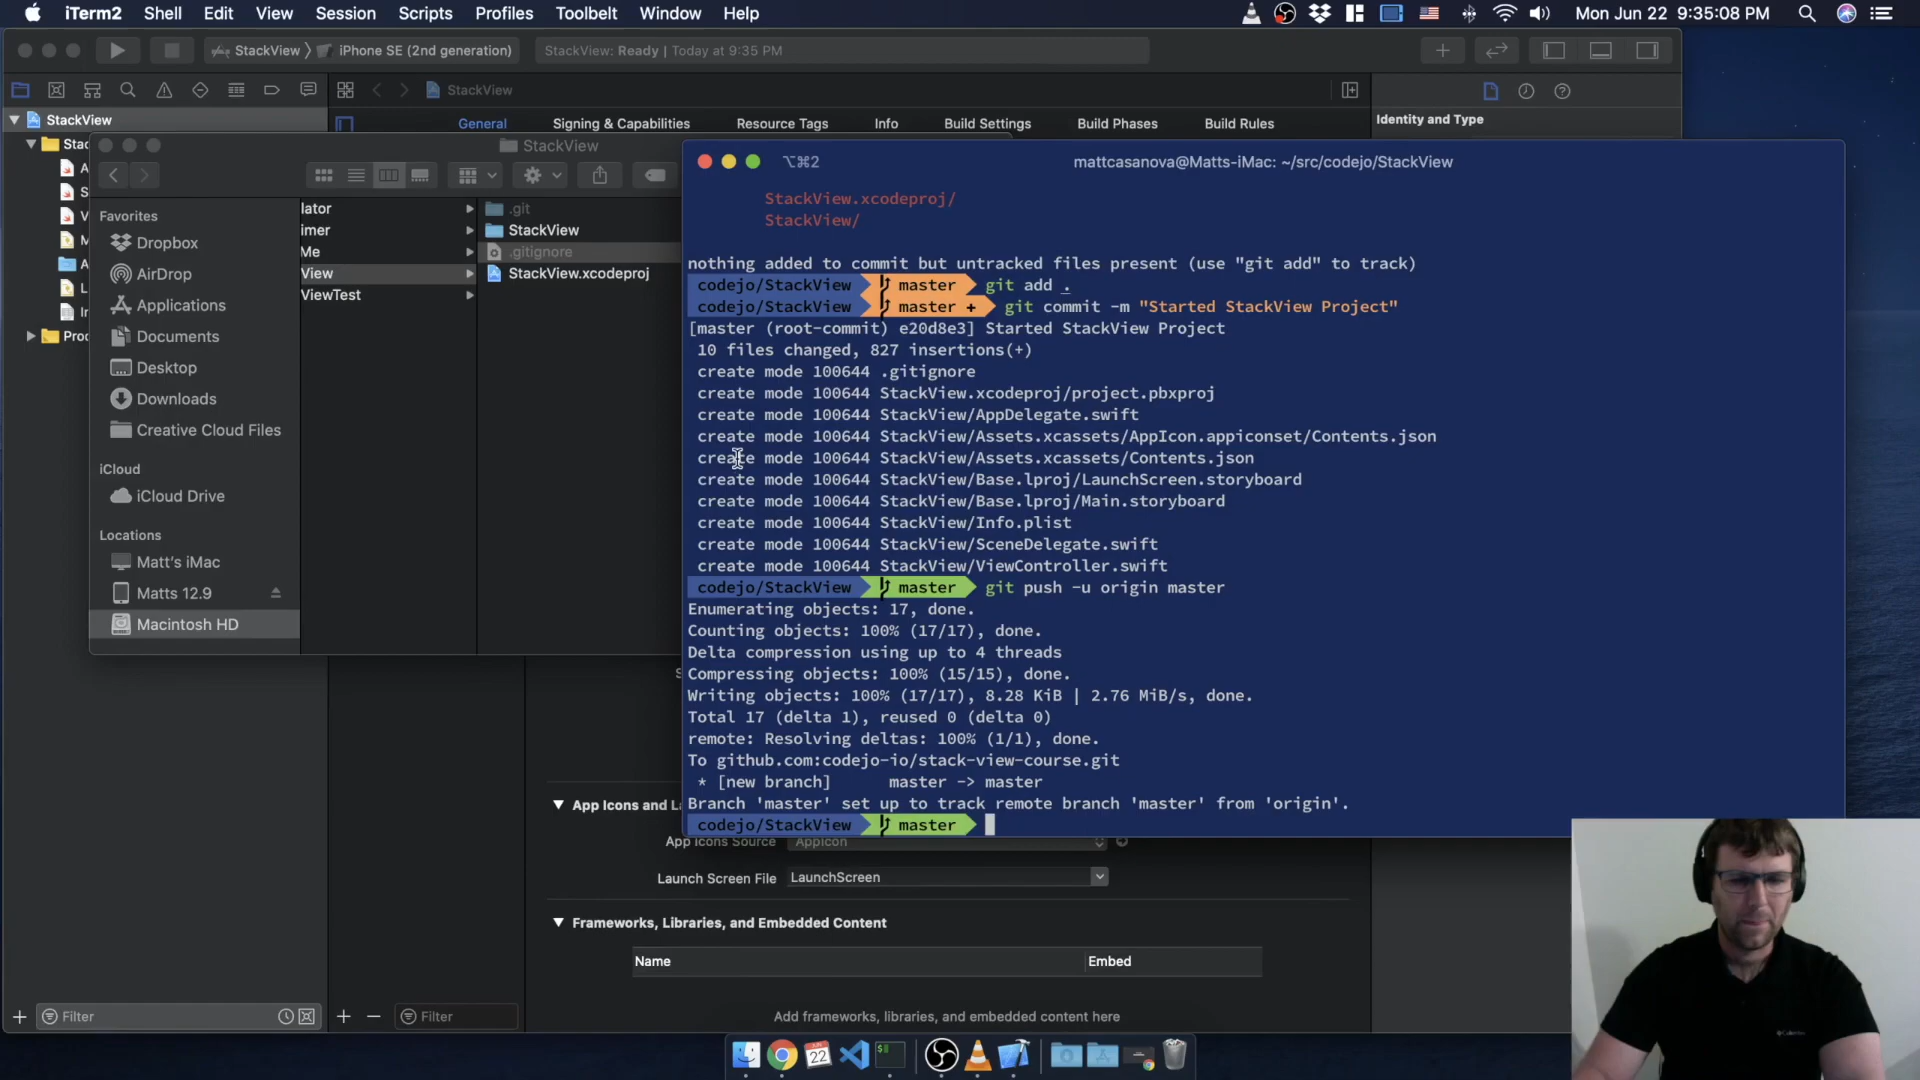 iTerm2 Shell Edit View Session Scripts Profiles Toolbelt Window Help Mon Jun 22 9:35:08 PM
StackView iPhone SE (2nd generation) StackView: Ready | Today at 9:35 PM
StackView
StackView
General Signing & Capabilities Resource Tags Info Build Settings Build Phases Build Rules
Identity and Type
Stac
A
S
V
M
A
L
In
Proc
StackView
Favorites
Dropbox
AirDrop
Applications
Documents
Desktop
Downloads
Creative Cloud Files
iCloud
iCloud Drive
Locations
Matt's iMac
Matts 12.9
Macintosh HD
lator
imer
Me
View
ViewTest
.git
StackView
.gitignore
StackView.xcodeproj
⌥⌘2 mattcasanova@Matts-iMac: ~/src/codejo/StackView
StackView.xcodeproj/
StackView/
nothing added to commit but untracked files present (use "git add" to track)
codejo/StackView master git add .
codejo/StackView master + git commit -m "Started StackView Project"
[master (root-commit) e20d8e3] Started StackView Project
10 files changed, 827 insertions(+)
create mode 100644 .gitignore
create mode 100644 StackView.xcodeproj/project.pbxproj
create mode 100644 StackView/AppDelegate.swift
create mode 100644 StackView/Assets.xcassets/AppIcon.appiconset/Contents.json
create mode 100644 StackView/Assets.xcassets/Contents.json
create mode 100644 StackView/Base.lproj/LaunchScreen.storyboard
create mode 100644 StackView/Base.lproj/Main.storyboard
create mode 100644 StackView/Info.plist
create mode 100644 StackView/SceneDelegate.swift
create mode 100644 StackView/ViewController.swift
codejo/StackView master git push -u origin master
Enumerating objects: 17, done.
Counting objects: 100% (17/17), done.
Delta compression using up to 4 threads
Compressing objects: 100% (15/15), done.
Writing objects: 100% (17/17), 8.28 KiB | 2.76 MiB/s, done.
Total 17 (delta 1), reused 0 (delta 0)
remote: Resolving deltas: 100% (1/1), done.
To github.com:codejo-io/stack-view-course.git
* [new branch] master -> master
Branch 'master' set up to track remote branch 'master' from 'origin'.
codejo/StackView master
App Icons and L
App Icons Source AppIcon
Launch Screen File LaunchScreen
Frameworks, Libraries, and Embedded Content
Name Embed
Add frameworks, libraries, and embedded content here
Filter
Filter
22